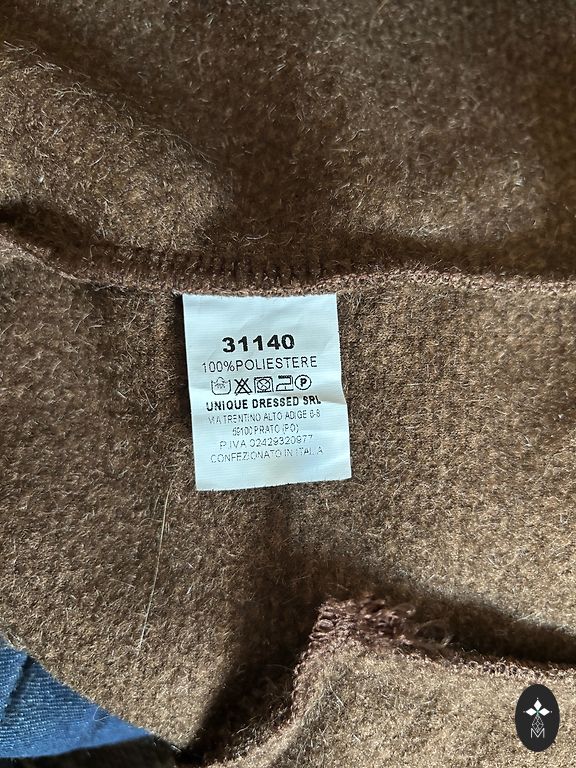 31140
100%POLIESTERE
P
UNIQUE DRESSED SRL
VIA TRENTINO ALTO ADIGE 6-8
59100 PRATO (PO)
P.IVA 02429320977
CONFEZIONATO IN ITALIA
M